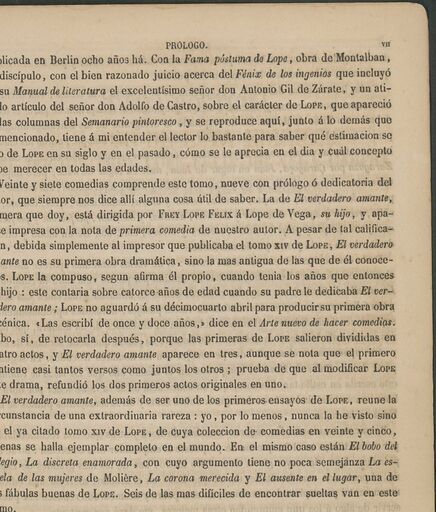 PRÓLOGO. VII
blicada en Berlin ocho años há. Con la Fama póstuma de Lope, obra de Montalban,
discípulo, con el bien razonado juicio acerca del Fénix de los ingenios que incluyó
su Manual de literatura el excelentísimo señor don Antonio Gil de Zárate, y un ati-
lo artículo del señor don Adolfo de Castro, sobre el carácter de LOPE, que apareció
las columnas del Semanario pintoresco, y se reproduce aquí, junto á lo demás que
mencionado, tiene á mi entender el lector lo bastante para saber qué estimacion se
o de LOPE en su siglo y en el pasado, cómo se le aprecia en el dia y cuál concepto
be merecer en todas las edades.
Veinte y siete comedias comprende este tomo, nueve con prólogo ó dedicatoria del
or, que siempre nos dice allí alguna cosa útil de saber. La de El verdadero amante,
mera que doy, está dirigida por FREY LOPE FELIX á Lope de Vega, su hijo, y apa-
ce impresa con la nota de primera comedia de nuestro autor. A pesar de tal califica-
n, debida simplemente al impresor que publicaba el tomo XIV de LOPE, El verdadero
ante no es su primera obra dramática, sino la mas antigua de las que de él conoce-
s. LOPE la compuso, segun afirma él propio, cuando tenia los años que entonces
hijo : este contaria sobre catorce años de edad cuando su padre le dedicaba El ver-
dero amante ; LOPE no aguardó á su décimocuarto abril para producir su primera obra
cénica. «Las escribí de once y doce años,» dice en el Arte nuevo de hacer comedias.
bo, sí, de retocarla después, porque las primeras de LOPE salieron divididas en
atro actos, y El verdadero amante aparece en tres, aunque se nota que el primero
ntiene casi tantos versos como juntos los otros ; prueba de que al modificar LOPE
te drama, refundió los dos primeros actos originales en uno.
El verdadero amante, además de ser uno de los primeros ensayos de LOPE, reune la
rcunstancia de una extraordinaria rareza : yo, por lo menos, nunca la he visto sino
el ya citado tomo XIV de LOPE, de cuya coleccion de comedias en veinte y cinco,
enas se halla ejemplar completo en el mundo. En el mismo caso están El bobo del
legio, La discreta enamorada, con cuyo argumento tiene no poca semejánza La es-
ela de las mujeres de Molière, La corona merecida y El ausente en el lugar, una de
s fábulas buenas de LOPE. Seis de las mas difíciles de encontrar sueltas van en este
mo.